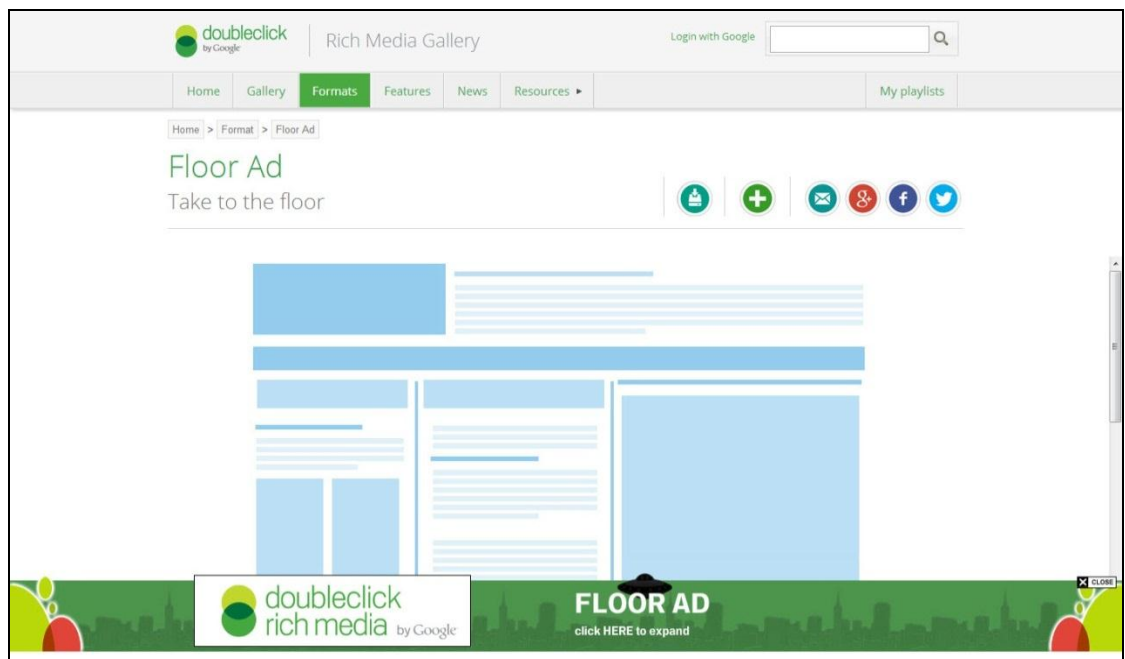 doubleclick
by Google
Rich Media Gallery
Login with Google
Home
Gallery
Formats
Features
News
Resources ►
My playlists
Home > Format > Floor Ad
Floor Ad
Take to the floor
8+
f
X CLOSE
doubleclick
rich media by Google
FLOOR AD
click HERE to expand